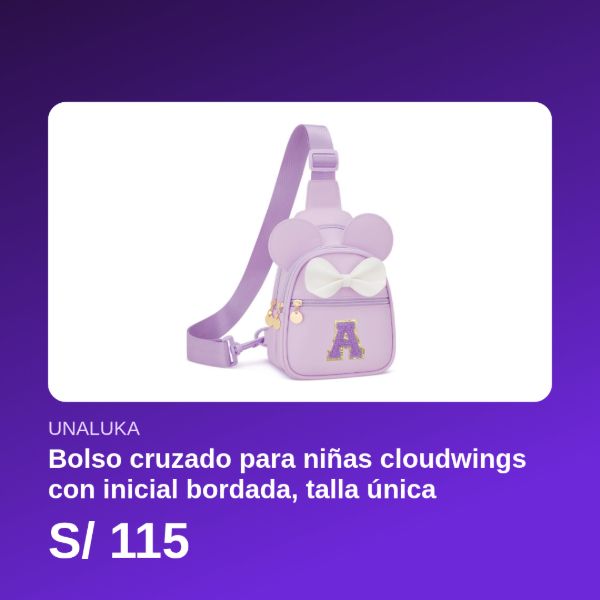 A
UNALUKA
Bolso cruzado para niñas cloudwings
con inicial bordada, talla única
S/ 115